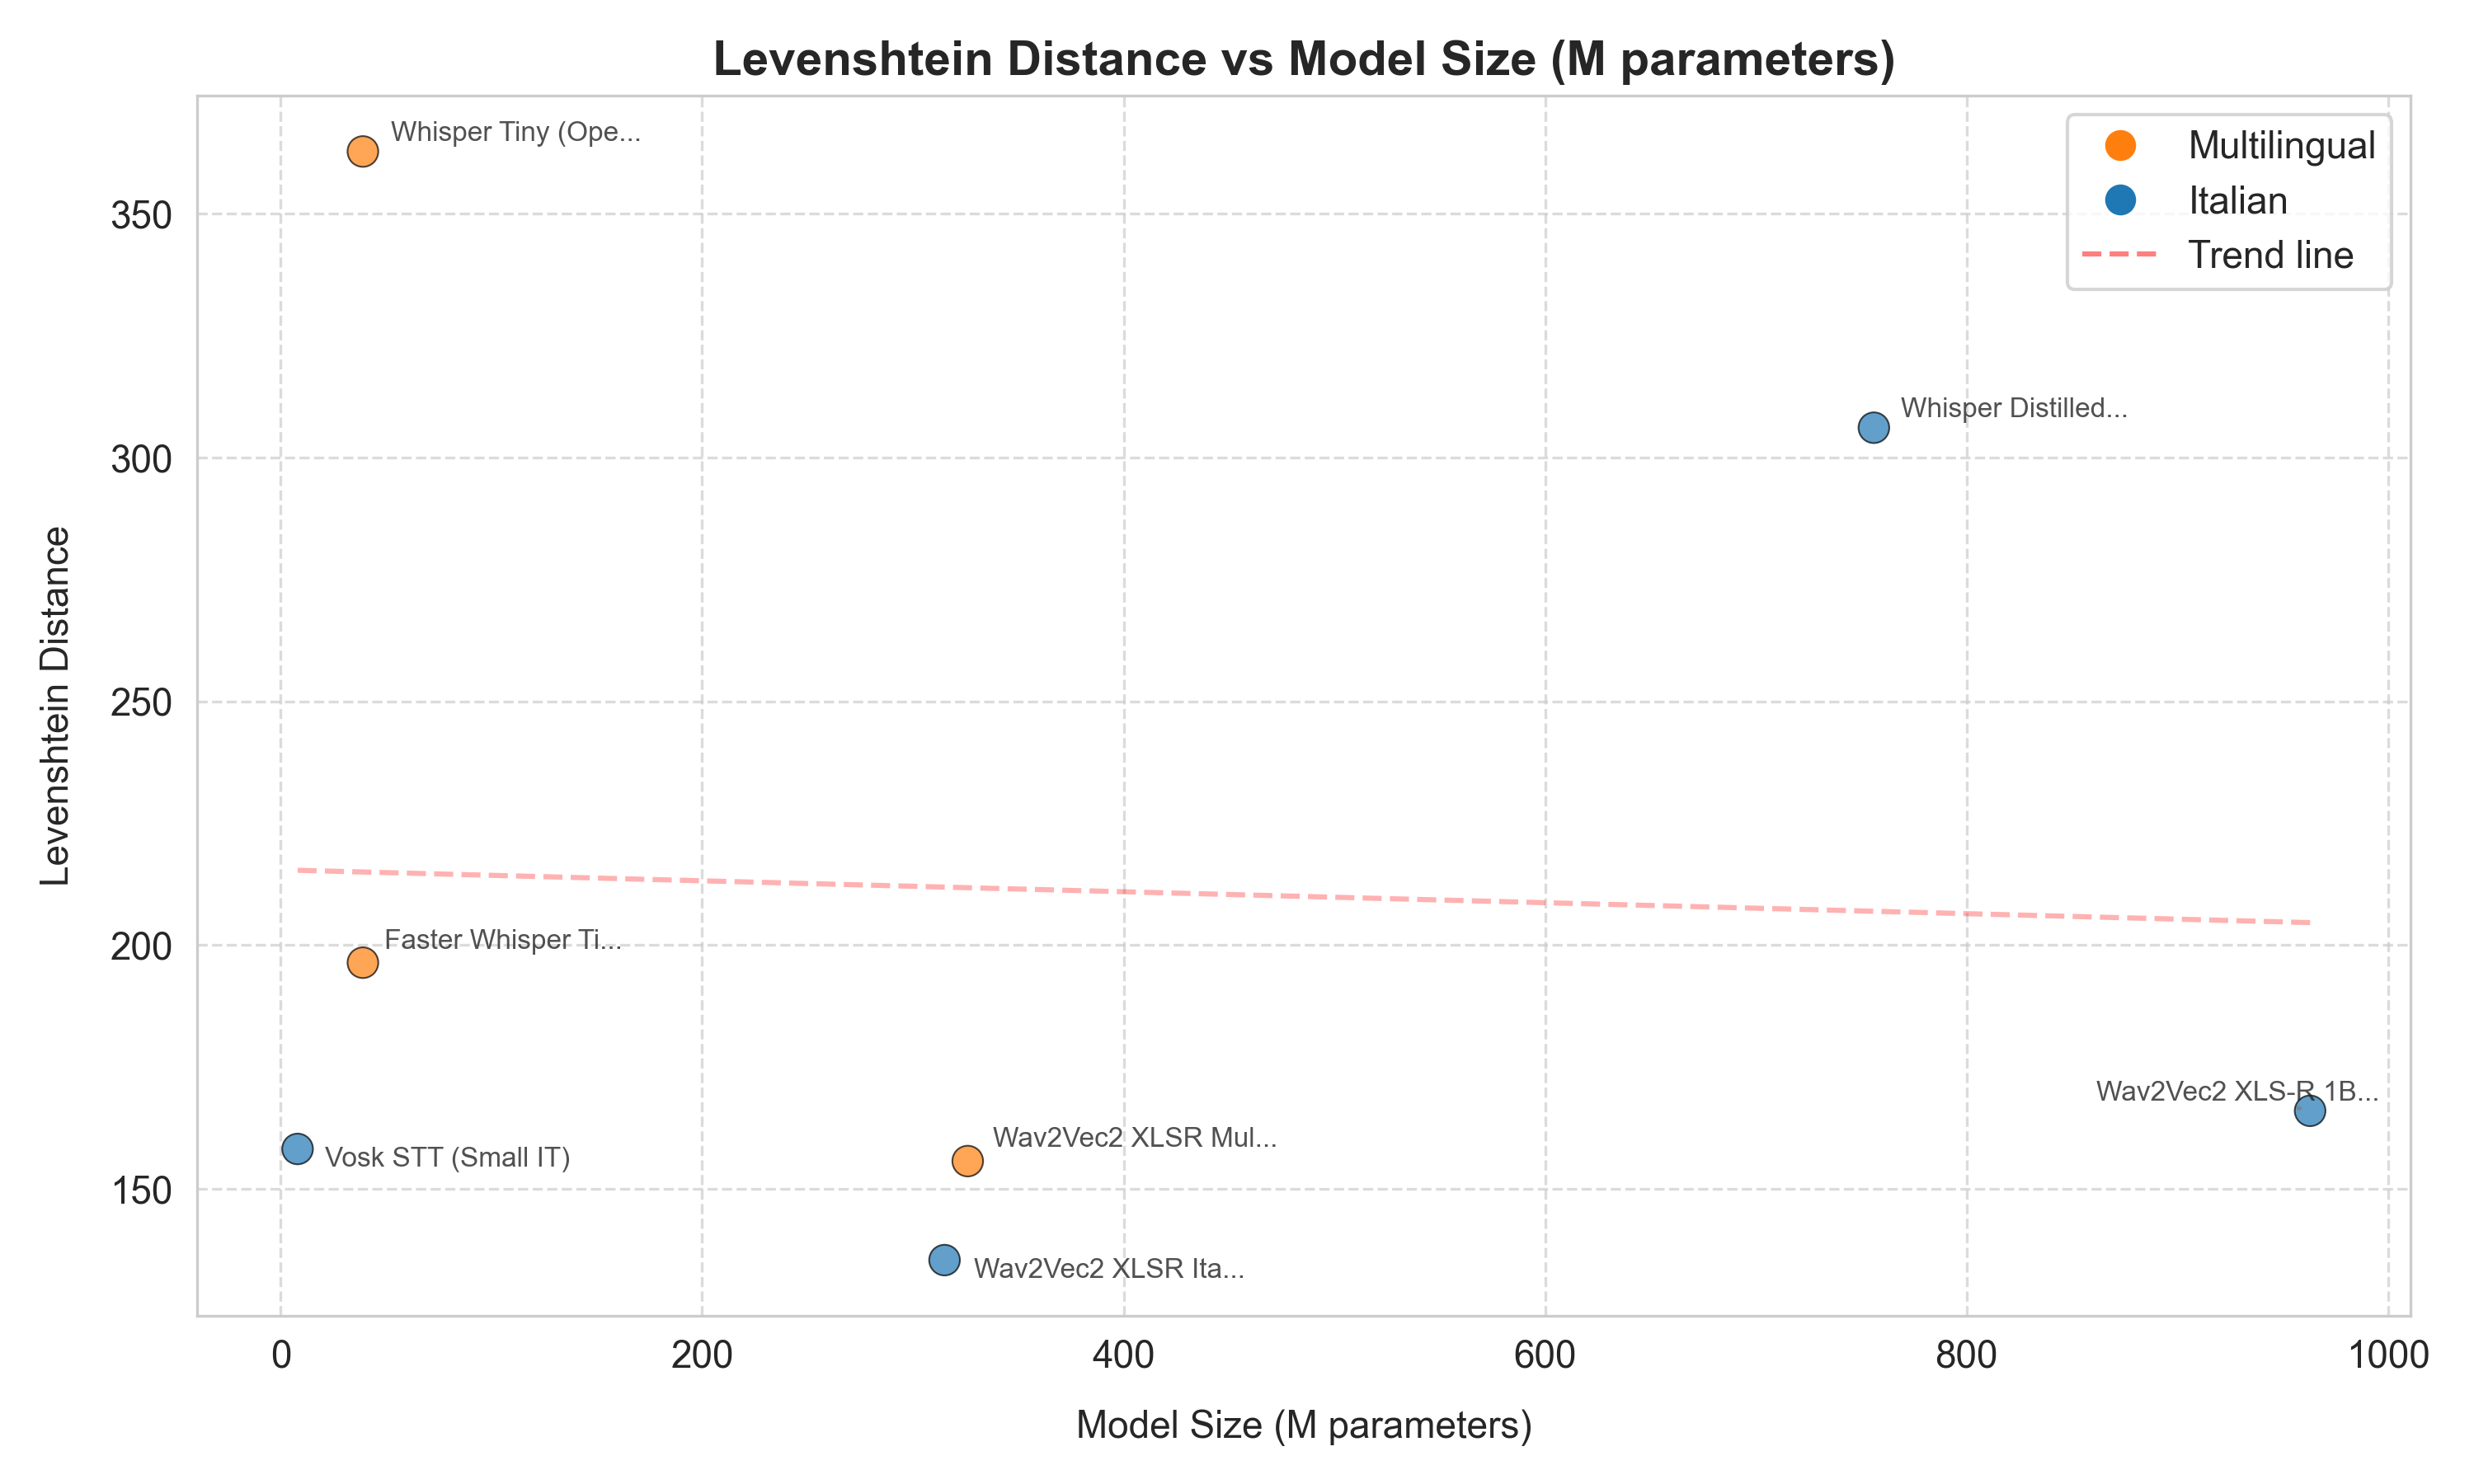 Levenshtein Distance vs Model Size (M parameters)
Whisper Tiny (Ope...
Multilingual
Italian
Trend line
350
Whisper Distilled...
300
250
Levenshtein Distance
Faster Whisper Ti...
200
Wav2Vec2 XLS-R 1B...
Wav2Vec2 XLSR Mul...
Vosk STT (Small IT)
150
Wav2Vec2 XLSR Ita...
0 200 400 600 800 1000
Model Size (M parameters)